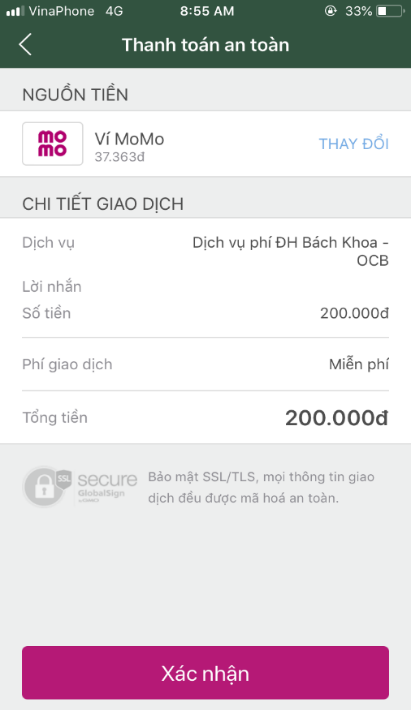 VinaPhone 4G 8:55 AM 33%
Thanh toán an toàn
NGUỒN TIỀN
mo
mo
Ví MoMo
37.363đ
THAY ĐỔI
CHI TIẾT GIAO DỊCH
Dịch vụ
Dịch vụ phí ĐH Bách Khoa -
OCB
Lời nhắn
Số tiền 200.000đ
Phí giao dịch Miễn phí
Tổng tiền 200.000đ
SSL
secure
GlobalSign
Bảo mật SSL/TLS, mọi thông tin giao
dịch đều được mã hoá an toàn.
Xác nhận